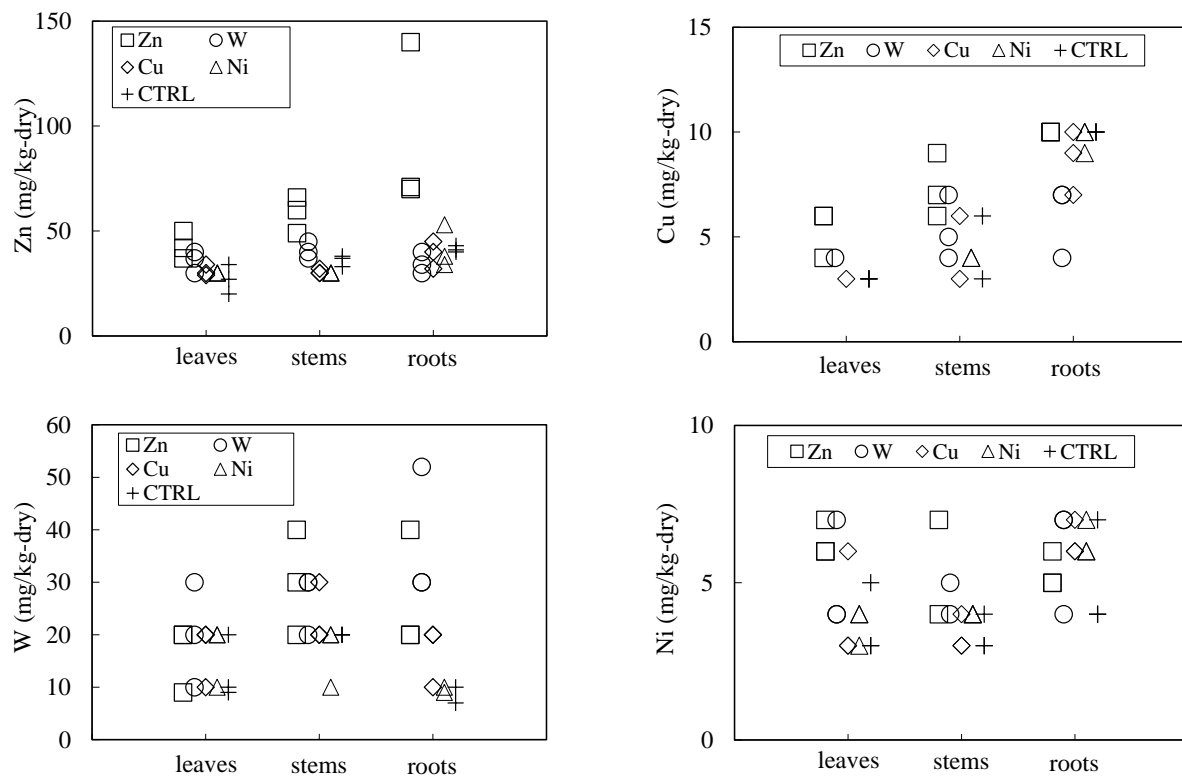 150
100
50
0
Zn (mg/kg-dry)
Zn W
Cu Ni
CTRL
leaves stems roots
15
10
5
0
Cu (mg/kg-dry)
Zn W Cu Ni CTRL
leaves stems roots
60
50
40
30
20
10
0
W (mg/kg-dry)
Zn W
Cu Ni
CTRL
leaves stems roots
10
5
0
Ni (mg/kg-dry)
Zn W Cu Ni CTRL
leaves stems roots